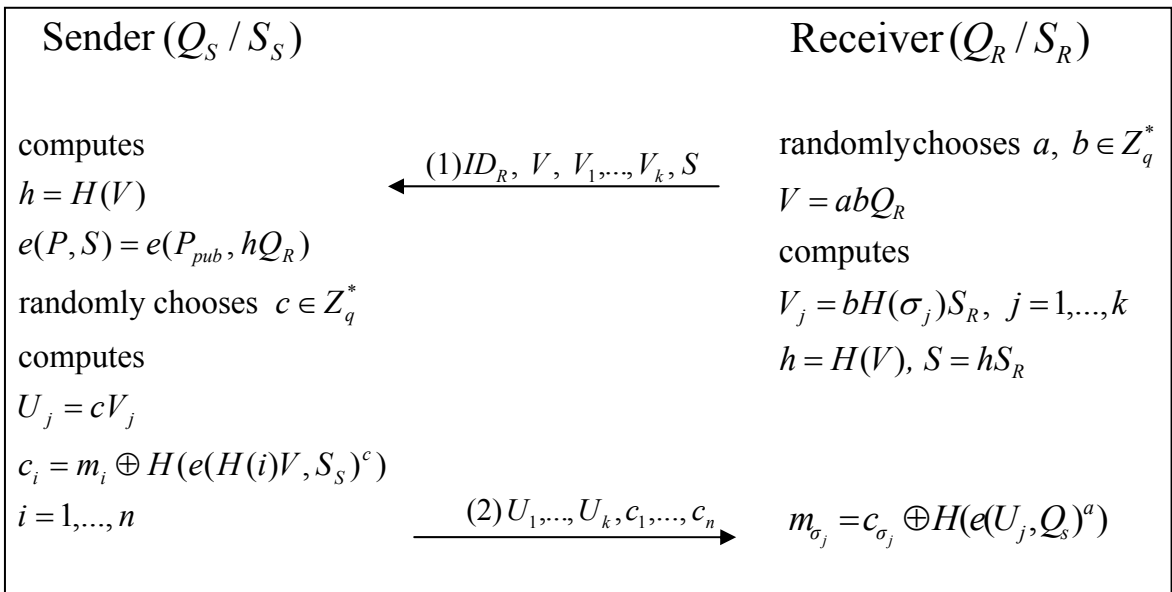 Sender (Q_S / S_S)
Receiver (Q_R / S_R)
computes
h = H(V)
e(P, S) = e(P_pub, hQ_R)
randomly chooses c ∈ Z_q^*
computes
U_j = cV_j
c_i = m_i ⊕ H(e(H(i)V, S_S)^c)
i = 1,..., n
(1) ID_R, V, V_1,..., V_k, S
(2) U_1,..., U_k, c_1,..., c_n
randomlychooses a, b ∈ Z_q^*
V = abQ_R
computes
V_j = bH(σ_j)S_R, j = 1,..., k
h = H(V), S = hS_R
m_{σ_j} = c_{σ_j} ⊕ H(e(U_j, Q_s)^a)